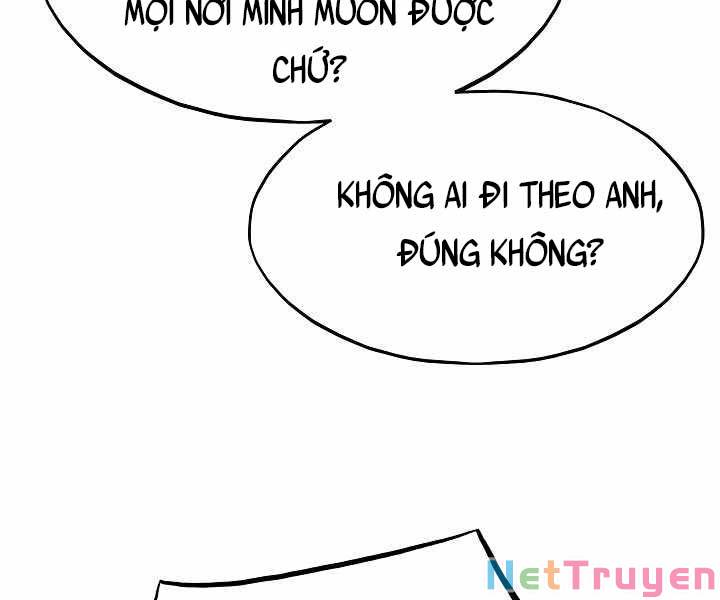 MỌI NƠI MÌNH MUỐN ĐƯỢC
CHỨ?
KHÔNG AI ĐI THEO ANH,
ĐÚNG KHÔNG?
NetTruyen